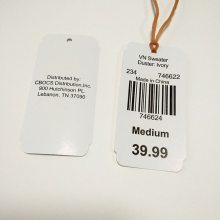 Distributed by:
CBOCS Distribution, Inc.
900 Hutchinson PL
Lebanon, TN 37090
VN Sweater
Duster: Ivory
234 746622
Made in China
746624
Medium
39.99